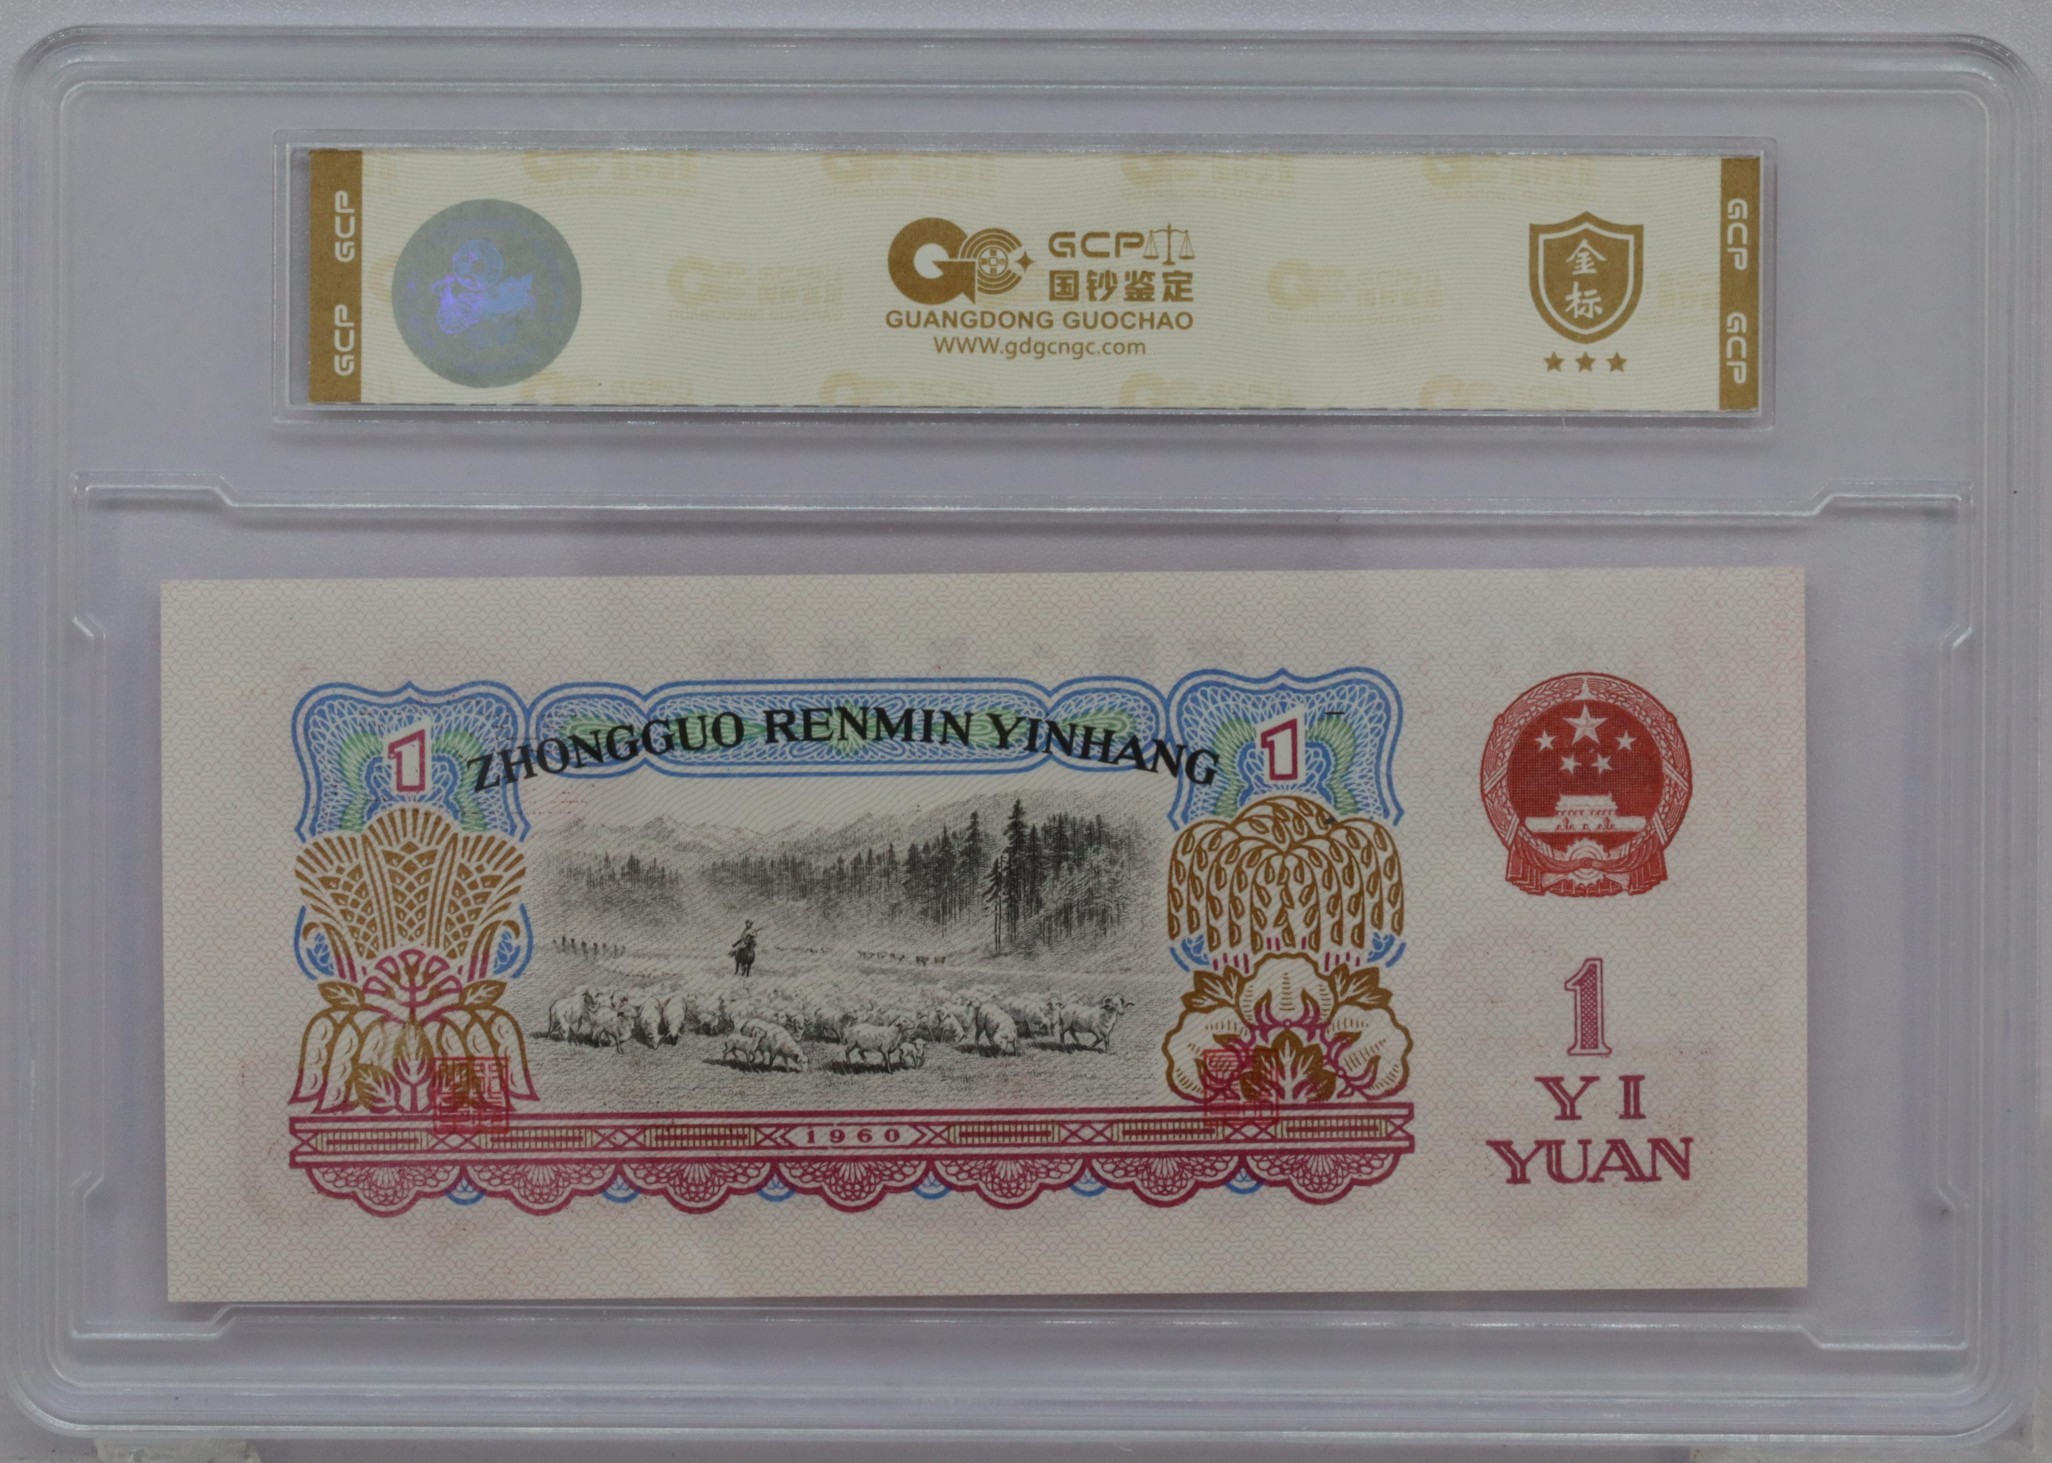 GCP GCP
GCP
国钞鉴定
GUANGDONG GUOCHAO
WWW.gdgcngc.com
金标
GCP GCP
1
ZHONGGUO RENMIN YINHANG
1
1960
1
YI
YUAN